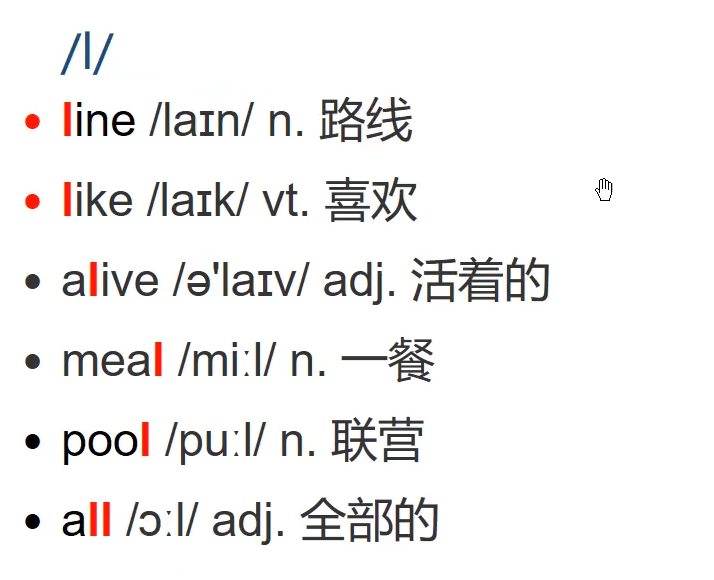 /l/
• line /laɪn/ n. 路线
• like /laɪk/ vt. 喜欢
• alive /ə'laɪv/ adj. 活着的
• meal /miːl/ n. 一餐
• pool /puːl/ n. 联营
• all /ɔːl/ adj. 全部的